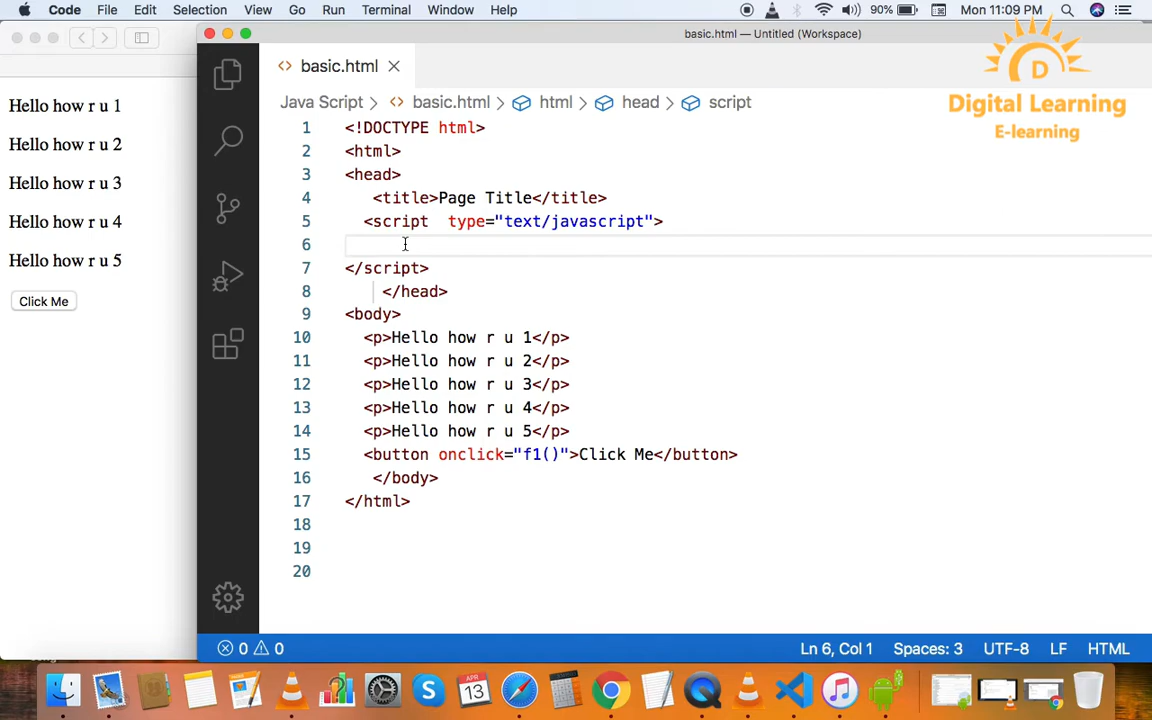 Code File Edit Selection View Go Run Terminal Window Help 90% Mon 11:09 PM
basic.html — Untitled (Workspace)
basic.html
Java Script > basic.html > html > head > script
D
Digital Learning
E-learning
Hello how r u 1
Hello how r u 2
Hello how r u 3
Hello how r u 4
Hello how r u 5
Click Me
1 <!DOCTYPE html>
2 <html>
3 <head>
4 <title>Page Title</title>
5 <script type="text/javascript">
6
7 </script>
8 </head>
9 <body>
10 <p>Hello how r u 1</p>
11 <p>Hello how r u 2</p>
12 <p>Hello how r u 3</p>
13 <p>Hello how r u 4</p>
14 <p>Hello how r u 5</p>
15 <button onclick="f1()">Click Me</button>
16 </body>
17 </html>
18
19
20
0 0 Ln 6, Col 1 Spaces: 3 UTF-8 LF HTML
APR
13